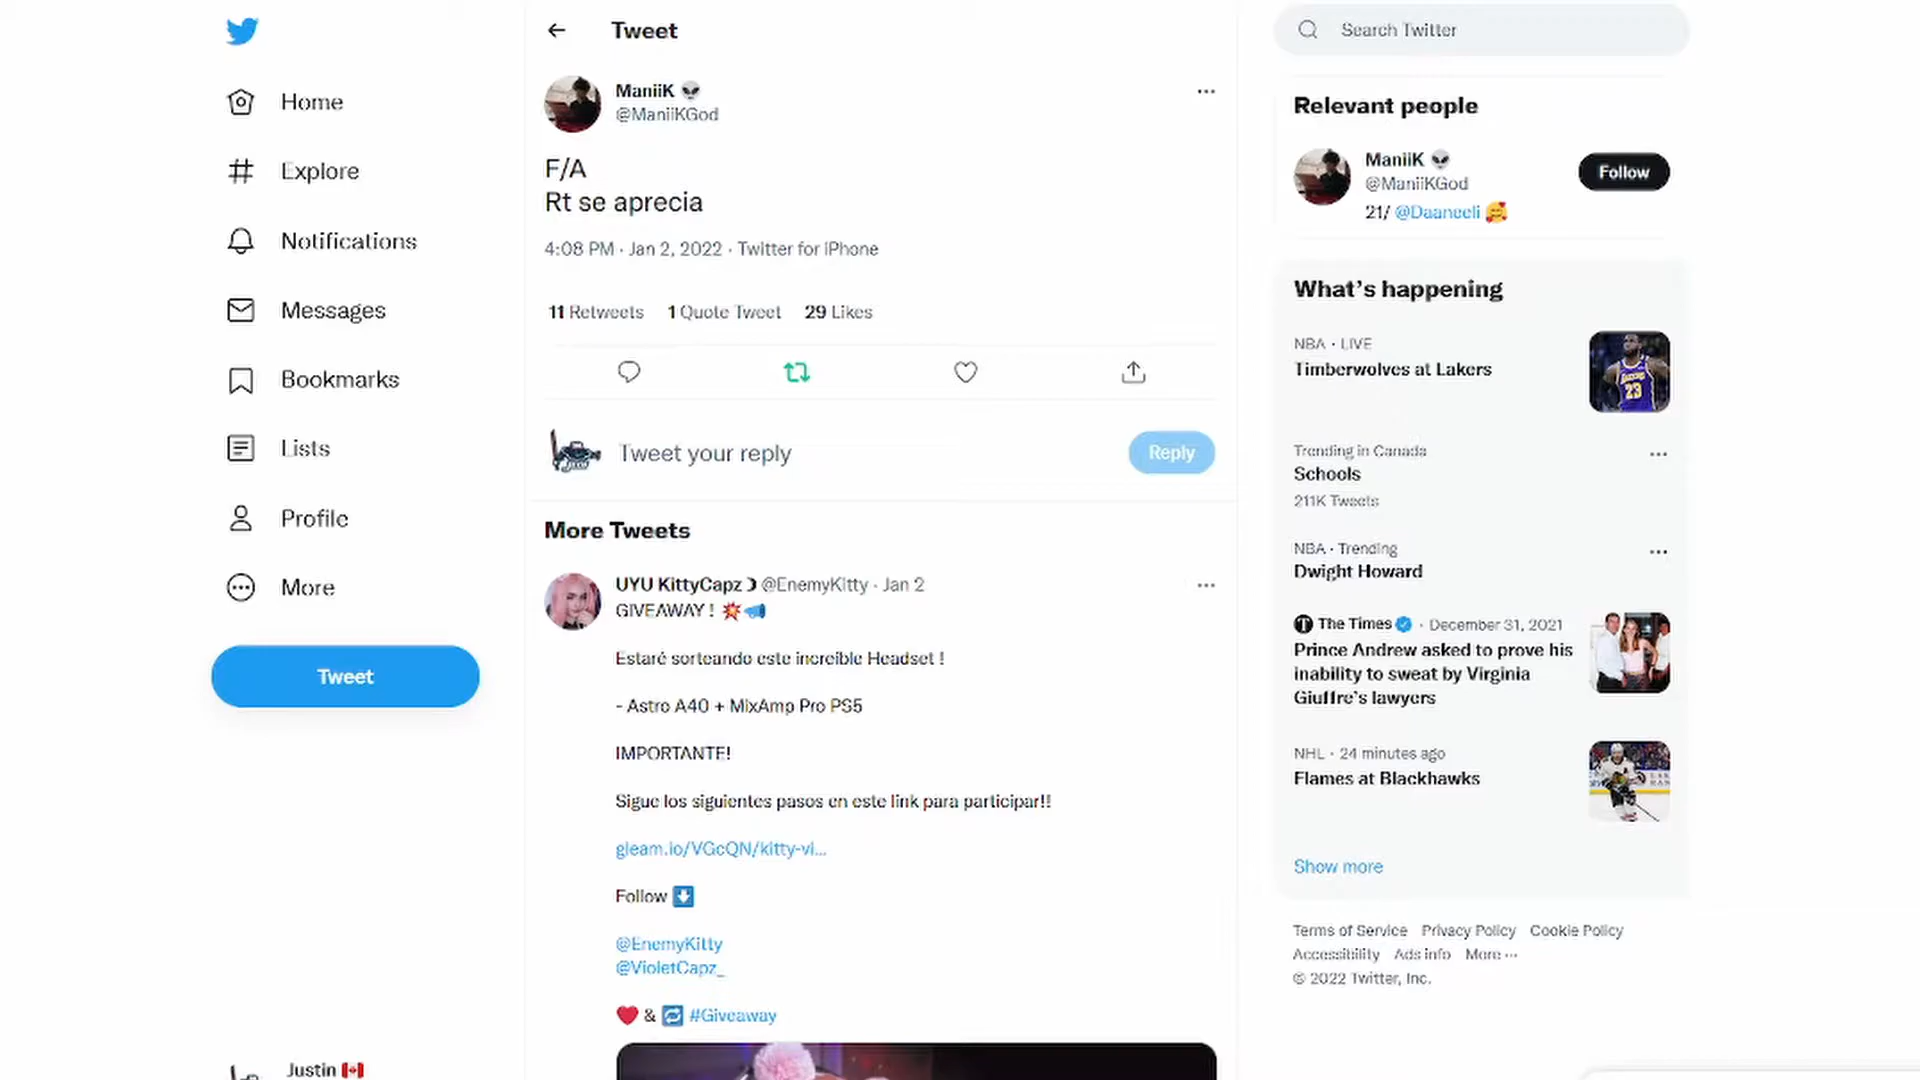 Home
Explore
Notifications
Messages
Bookmarks
Lists
Profile
More
Tweet
Justin
Tweet
ManiiK
@ManiiKGod
F/A
Rt se aprecia
4:08 PM · Jan 2, 2022 · Twitter for iPhone
11 Retweets 1 Quote Tweet 29 Likes
Tweet your reply
Reply
More Tweets
UYU KittyCapz @EnemyKitty · Jan 2
GIVEAWAY !
Estaré sorteando este increíble Headset !
- Astro A40 + MixAmp Pro PS5
IMPORTANTE!
Sigue los siguientes pasos en este link para participar!!
gleam.io/VGcQN/kitty-vi...
Follow
@EnemyKitty
@VioletCapz_
& #Giveaway
Search Twitter
Relevant people
ManiiK
@ManiiKGod
Follow
21/ @Daaneeli
What's happening
NBA · LIVE
Timberwolves at Lakers
Trending in Canada
Schools
211K Tweets
NBA · Trending
Dwight Howard
The Times · December 31, 2021
Prince Andrew asked to prove his
inability to sweat by Virginia
Giuffre's lawyers
NHL · 24 minutes ago
Flames at Blackhawks
Show more
Terms of Service Privacy Policy Cookie Policy
Accessibility Ads info More ···
© 2022 Twitter, Inc.